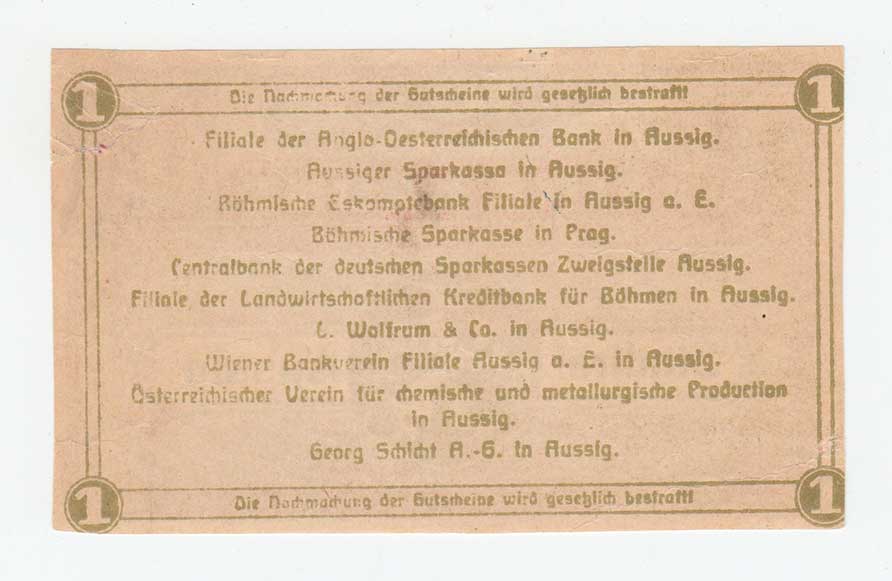 1 Die Nachmachung der Gutscheine wird gesetzlich bestraft! 1
Filiale der Anglo-Oesterreichischen Bank in Aussig.
Aussiger Sparkassa in Aussig.
Böhmische Eskomptebank Filiale in Aussig a. E.
Böhmische Sparkasse in Prag.
Centralbank der deutschen Sparkassen Zweigstelle Aussig.
Filiale der Landwirtschaftlichen Kreditbank für Böhmen in Aussig.
L. Wolfrum & Co. in Aussig.
Wiener Bankverein Filiale Aussig a. E. in Aussig.
Österreichischer Verein für chemische und metallurgische Production
in Aussig.
Georg Schicht A.-G. in Aussig.
1 Die Nachmachung der Gutscheine wird gesetzlich bestraft! 1